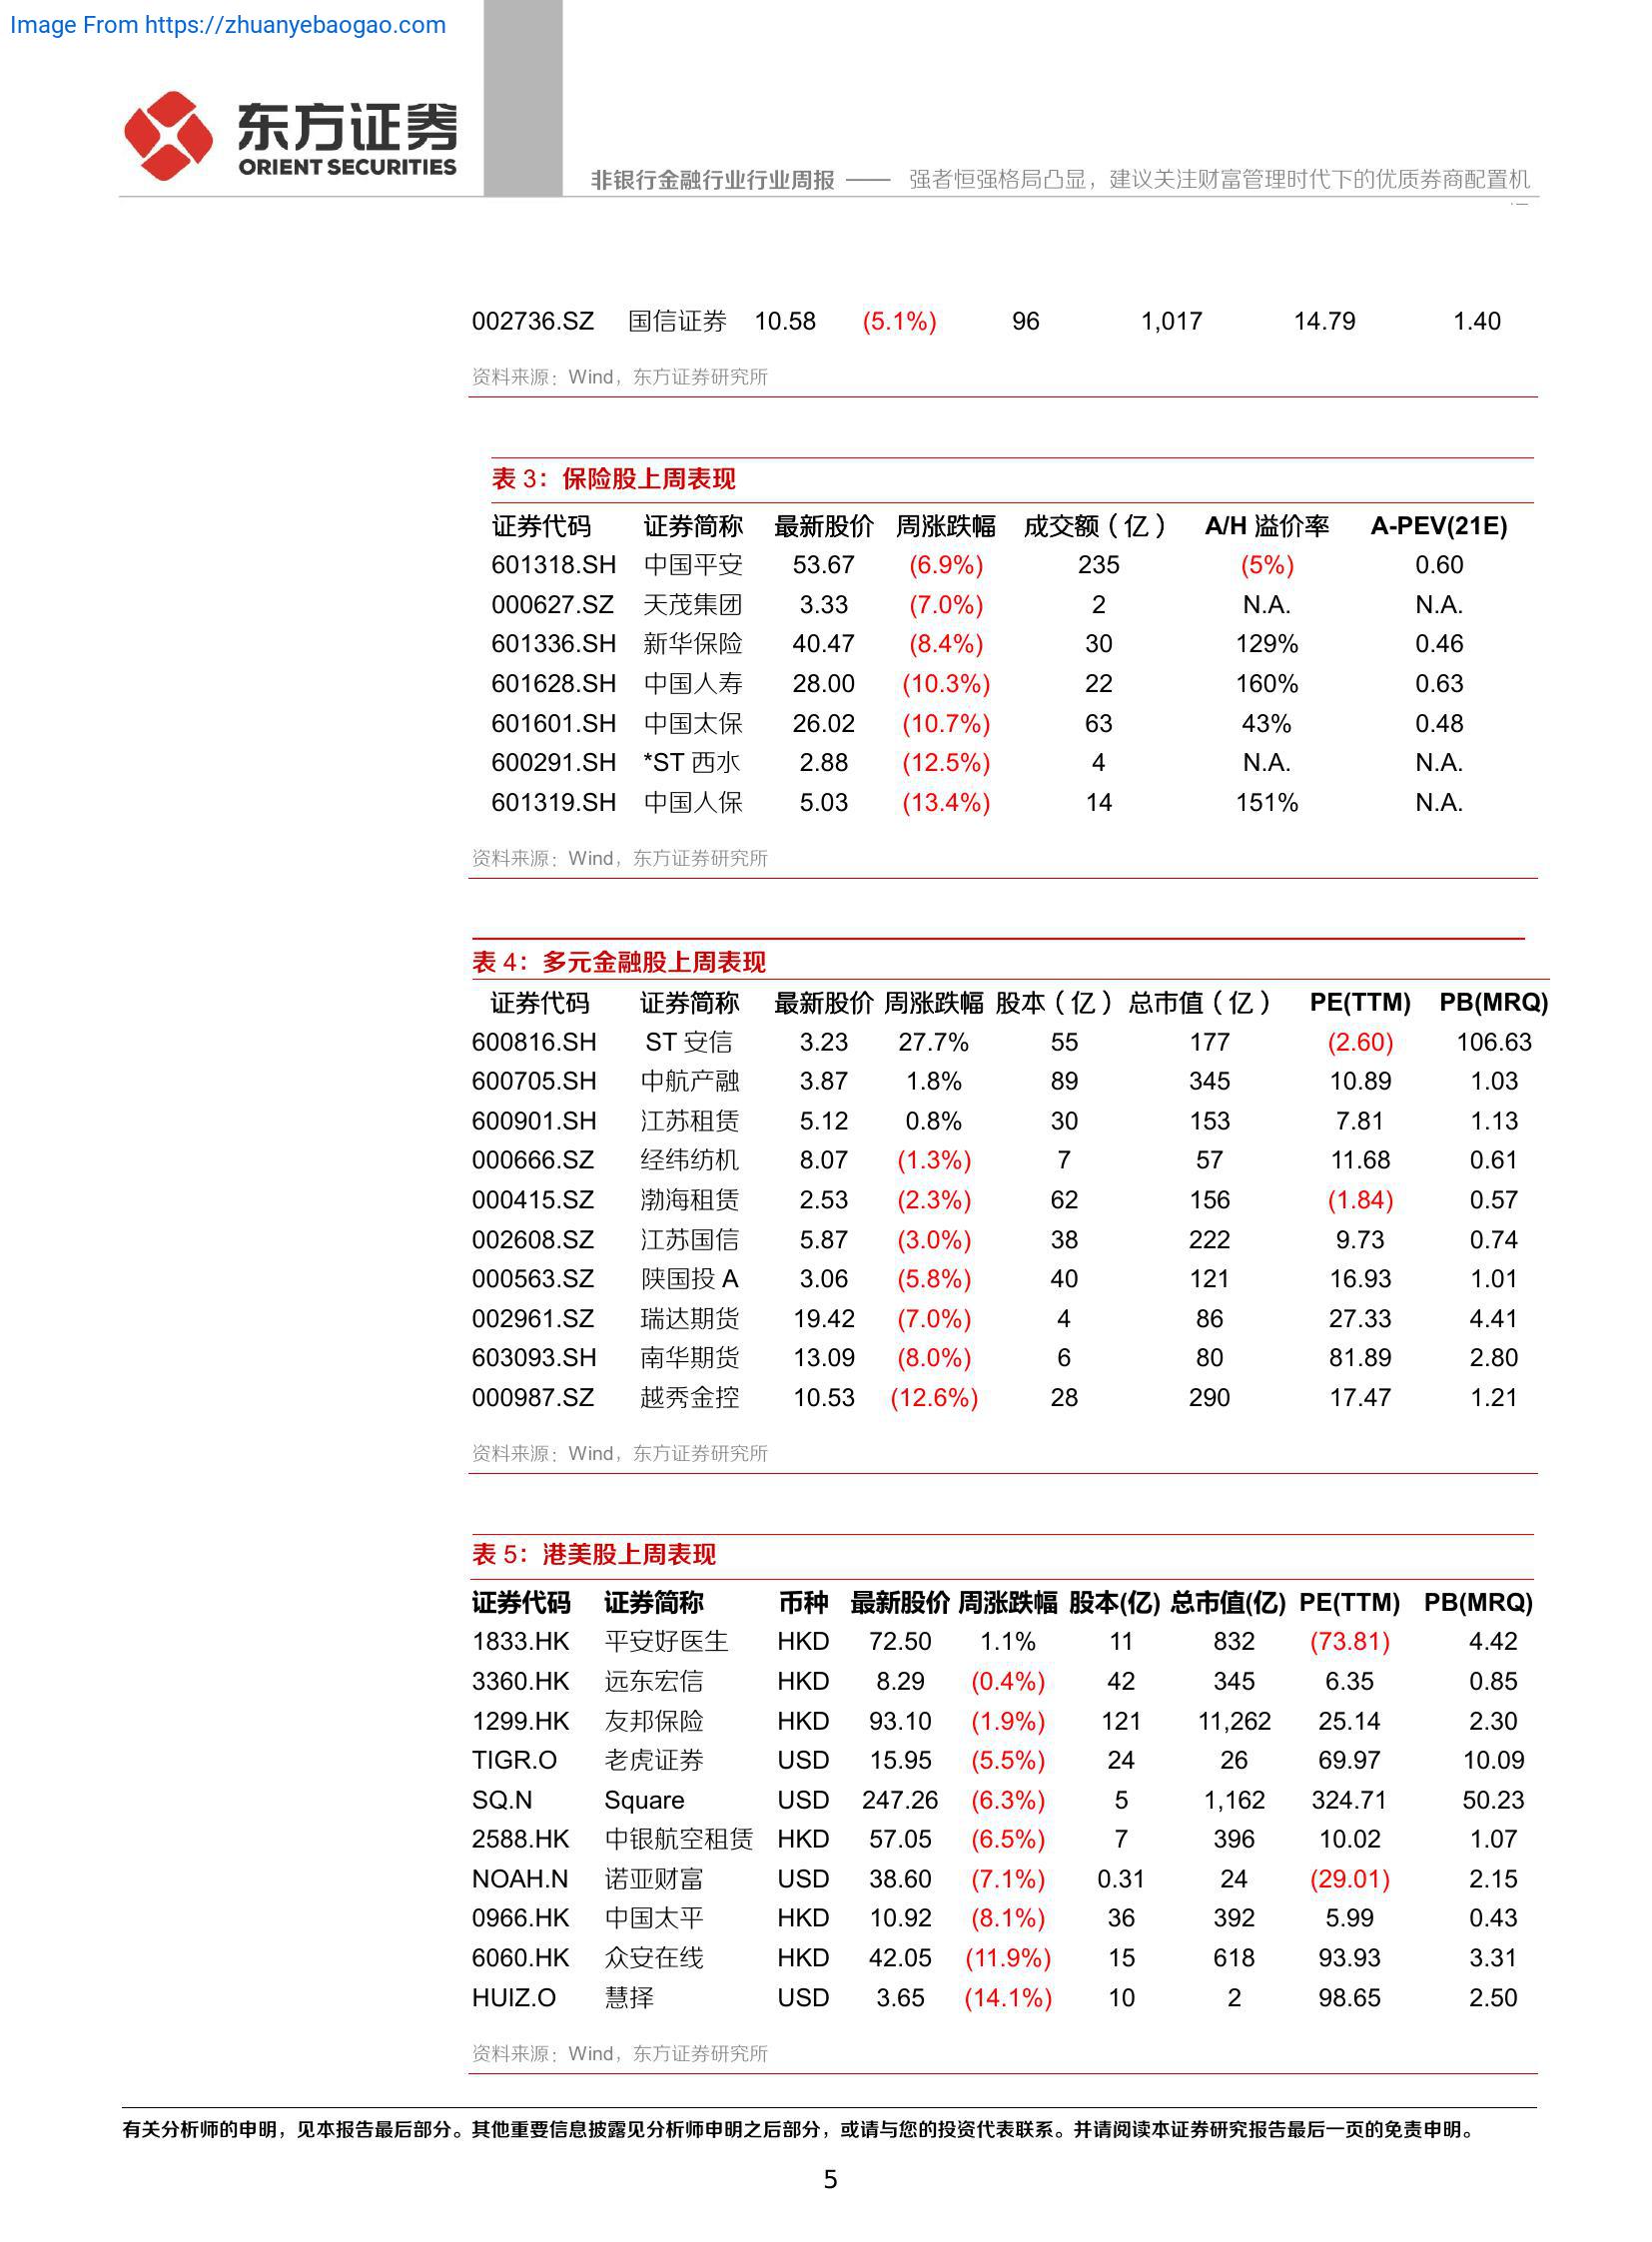 Image From https://zhuanyebaogao.com
东方证券
ORIENT SECURITIES
非银行金融行业行业周报 —— 强者恒强格局凸显，建议关注财富管理时代下的优质券商配置机
002736.SZ 国信证券 10.58 (5.1%) 96 1,017 14.79 1.40
资料来源：Wind，东方证券研究所
表 3：保险股上周表现
证券代码 证券简称 最新股价 周涨跌幅 成交额（亿） A/H 溢价率 A-PEV(21E)
601318.SH 中国平安 53.67 (6.9%) 235 (5%) 0.60
000627.SZ 天茂集团 3.33 (7.0%) 2 N.A. N.A.
601336.SH 新华保险 40.47 (8.4%) 30 129% 0.46
601628.SH 中国人寿 28.00 (10.3%) 22 160% 0.63
601601.SH 中国太保 26.02 (10.7%) 63 43% 0.48
600291.SH *ST 西水 2.88 (12.5%) 4 N.A. N.A.
601319.SH 中国人保 5.03 (13.4%) 14 151% N.A.
资料来源：Wind，东方证券研究所
表 4：多元金融股上周表现
证券代码 证券简称 最新股价 周涨跌幅 股本（亿） 总市值（亿） PE(TTM) PB(MRQ)
600816.SH ST 安信 3.23 27.7% 55 177 (2.60) 106.63
600705.SH 中航产融 3.87 1.8% 89 345 10.89 1.03
600901.SH 江苏租赁 5.12 0.8% 30 153 7.81 1.13
000666.SZ 经纬纺机 8.07 (1.3%) 7 57 11.68 0.61
000415.SZ 渤海租赁 2.53 (2.3%) 62 156 (1.84) 0.57
002608.SZ 江苏国信 5.87 (3.0%) 38 222 9.73 0.74
000563.SZ 陕国投 A 3.06 (5.8%) 40 121 16.93 1.01
002961.SZ 瑞达期货 19.42 (7.0%) 4 86 27.33 4.41
603093.SH 南华期货 13.09 (8.0%) 6 80 81.89 2.80
000987.SZ 越秀金控 10.53 (12.6%) 28 290 17.47 1.21
资料来源：Wind，东方证券研究所
表 5：港美股上周表现
证券代码 证券简称 币种 最新股价 周涨跌幅 股本(亿) 总市值(亿) PE(TTM) PB(MRQ)
1833.HK 平安好医生 HKD 72.50 1.1% 11 832 (73.81) 4.42
3360.HK 远东宏信 HKD 8.29 (0.4%) 42 345 6.35 0.85
1299.HK 友邦保险 HKD 93.10 (1.9%) 121 11,262 25.14 2.30
TIGR.O 老虎证券 USD 15.95 (5.5%) 24 26 69.97 10.09
SQ.N Square USD 247.26 (6.3%) 5 1,162 324.71 50.23
2588.HK 中银航空租赁 HKD 57.05 (6.5%) 7 396 10.02 1.07
NOAH.N 诺亚财富 USD 38.60 (7.1%) 0.31 24 (29.01) 2.15
0966.HK 中国太平 HKD 10.92 (8.1%) 36 392 5.99 0.43
6060.HK 众安在线 HKD 42.05 (11.9%) 15 618 93.93 3.31
HUIZ.O 慧择 USD 3.65 (14.1%) 10 2 98.65 2.50
资料来源：Wind，东方证券研究所
有关分析师的申明，见本报告最后部分。其他重要信息披露见分析师申明之后部分，或请与您的投资代表联系。并请阅读本证券研究报告最后一页的免责申明。
5